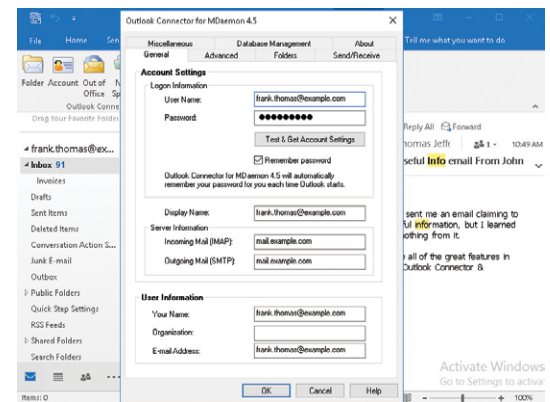 Outlook Connector for MDaemon 4.5
File Home Sen
Tell me what you want to do
Folder Account Out of
Office Sp
Outlook Conne
Drag Your Favorite Folder
frank.thomas@ex...
Inbox 91
Invoices
Drafts
Sent Items
Deleted Items
Conversation Action S...
Junk E-mail
Outbox
Public Folders
Quick Step Settings
RSS Feeds
Shared Folders
Search Folders
Items: 0
Miscellaneous Database Management About
General Advanced Folders Send/Receive
Account Settings
Logon Information
User Name: frank.thomas@example.com
Password:
Test & Get Account Settings
Remember password
Outlook Connector for MDaemon 4.5 will automatically
remember your password for you each time Outlook starts.
Display Name: frank.thomas@example.com
Server Information
Incoming Mail (IMAP): mail.example.com
Outgoing Mail (SMTP): mail.example.com
User Information
Your Name: frank.thomas@example.com
Organization:
E-mail Address: frank.thomas@example.com
OK Cancel Help
Reply All Forward
homas Jeffr 1 10:49 AM
seful Info email From John
sent me an email claiming to
ful information, but I learned
othing from it.
all of the great features in
Outlook Connector &
Activate Windows
Go to Settings to activa
100%